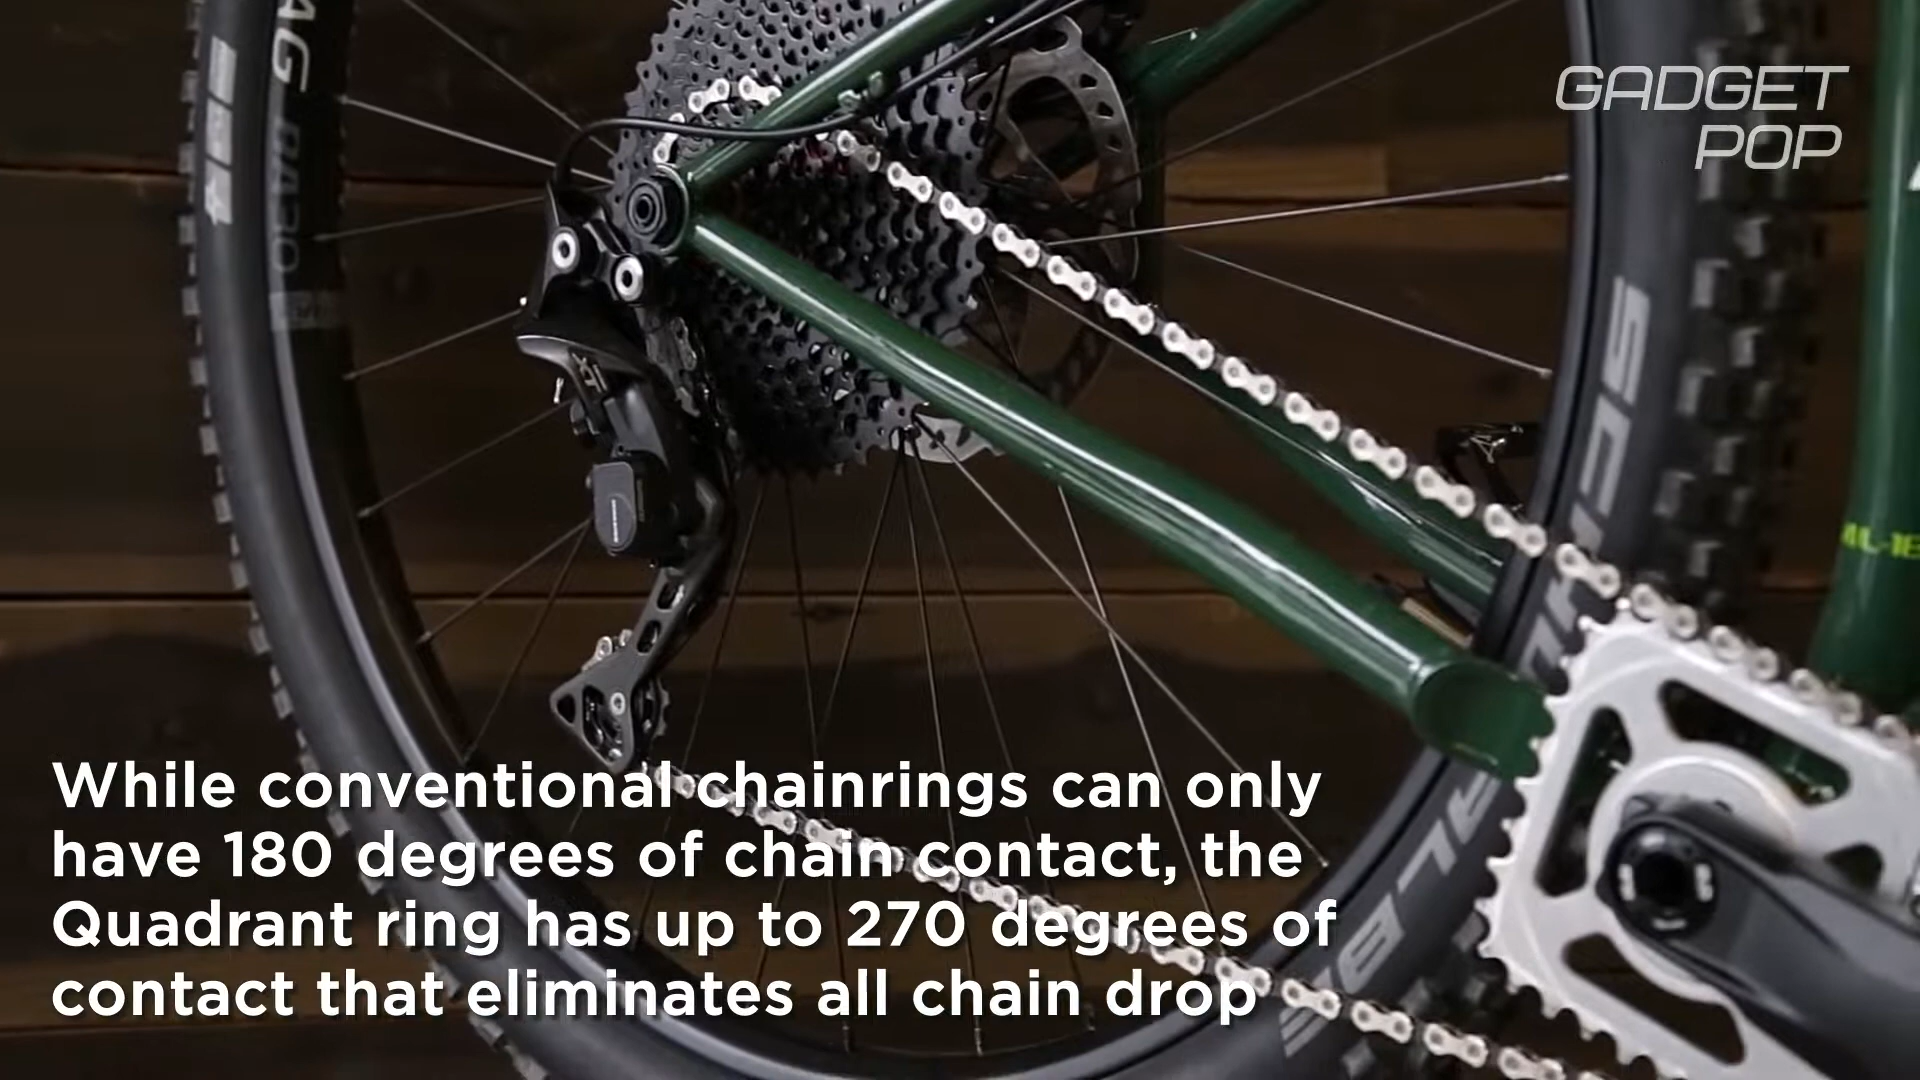 GADGET
POP
XT
While conventional chainrings can only
have 180 degrees of chain contact, the
Quadrant ring has up to 270 degrees of
contact that eliminates all chain drop